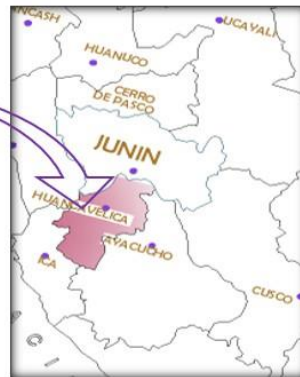 NCASH
UCAYALI
HUANUCO
CERRO
DE PASCO
JUNIN
HUANCAVELICA
AYACUCHO
ICA
CUSCO
C
I